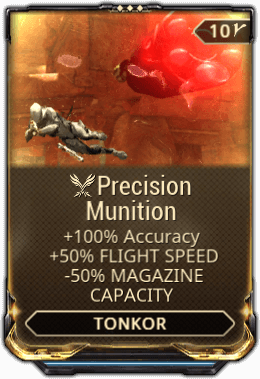 10
Precision
Munition
+100% Accuracy
+50% FLIGHT SPEED
-50% MAGAZINE
CAPACITY
TONKOR